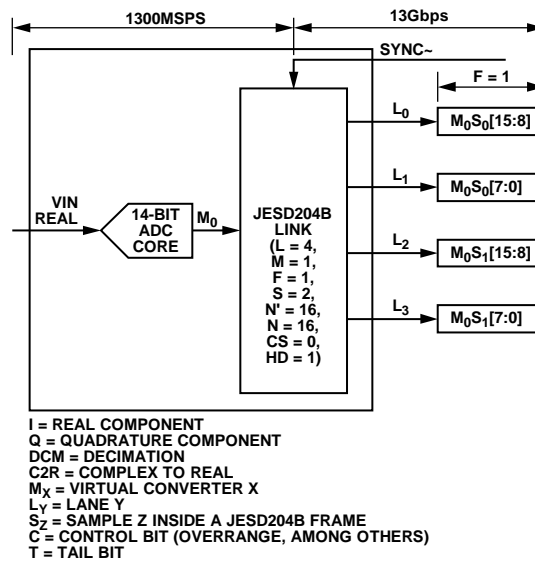 1300MSPS
13Gbps
SYNC~
F = 1
L0
M0S0[15:8]
VIN
REAL
14-BIT
ADC
CORE
M0
JESD204B
LINK
(L = 4,
M = 1,
F = 1,
S = 2,
N' = 16,
N = 16,
CS = 0,
HD = 1)
L1
M0S0[7:0]
L2
M0S1[15:8]
L3
M0S1[7:0]
I = REAL COMPONENT
Q = QUADRATURE COMPONENT
DCM = DECIMATION
C2R = COMPLEX TO REAL
MX = VIRTUAL CONVERTER X
LY = LANE Y
SZ = SAMPLE Z INSIDE A JESD204B FRAME
C = CONTROL BIT (OVERRANGE, AMONG OTHERS)
T = TAIL BIT